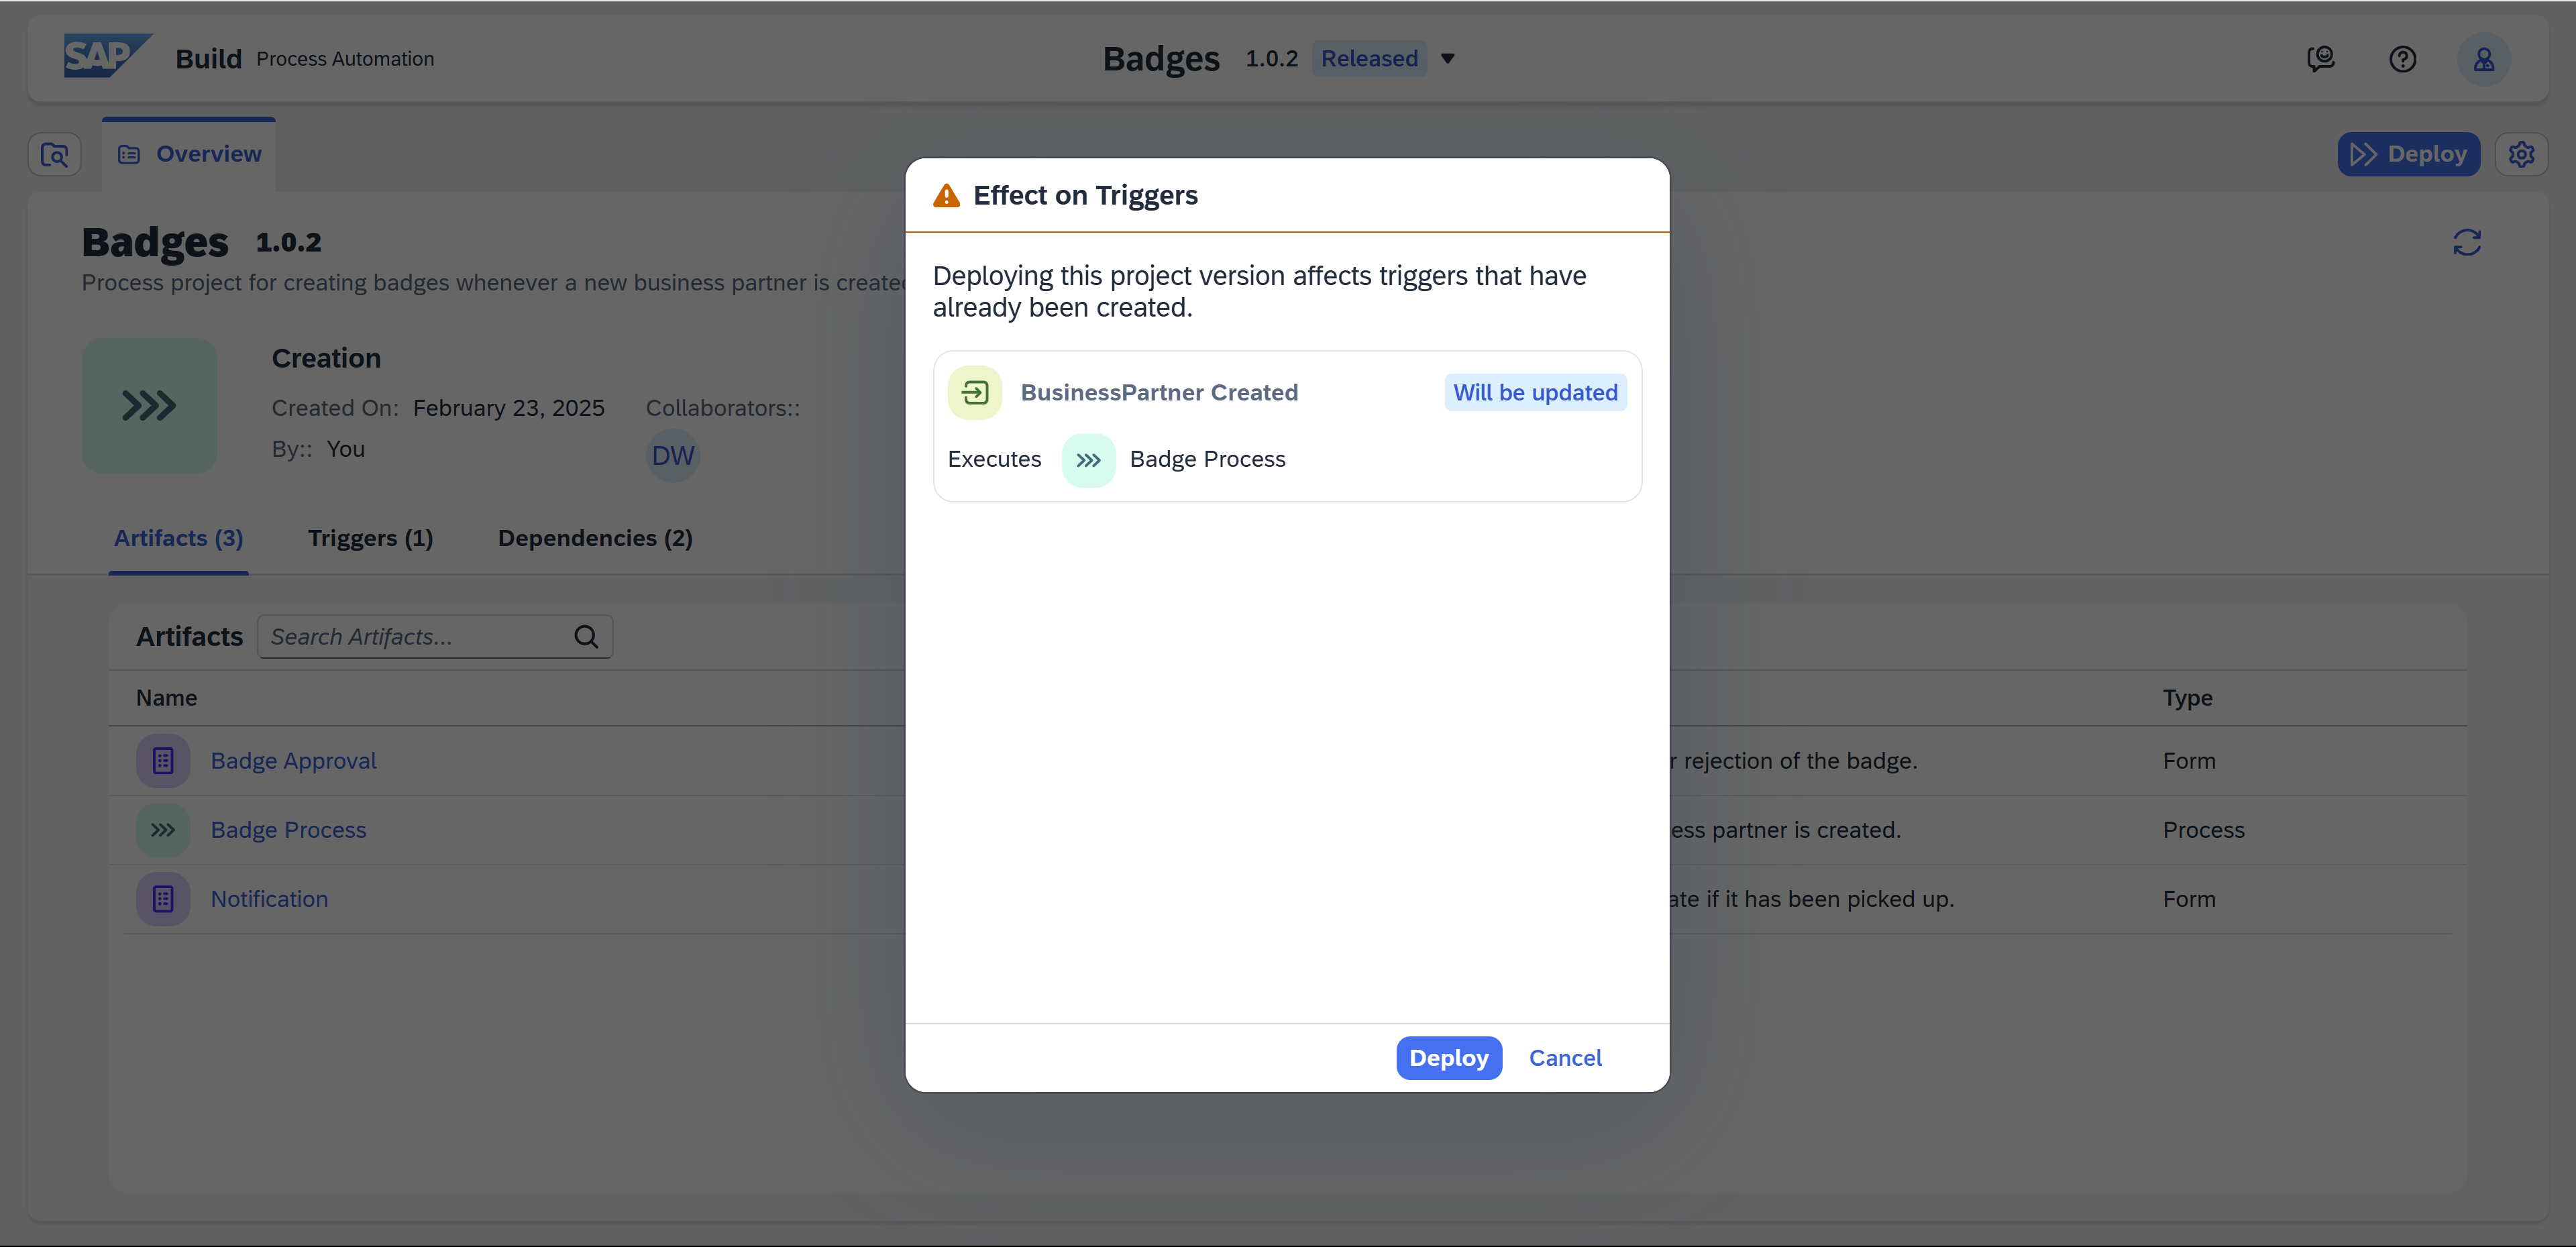 SAP Build Process Automation
Badges 1.0.2 Released
Overview
Deploy
Badges 1.0.2
Process project for creating badges whenever a new business partner is created
Creation
Created On: February 23, 2025
Collaborators::
By:: You
DW
Artifacts (3)
Triggers (1)
Dependencies (2)
Artifacts
Search Artifacts...
Name
Type
Badge Approval
rejection of the badge.
Form
Badge Process
partner is created.
Process
Notification
if it has been picked up.
Form
Effect on Triggers
Deploying this project version affects triggers that have
already been created.
BusinessPartner Created
Will be updated
Executes
Badge Process
Deploy
Cancel